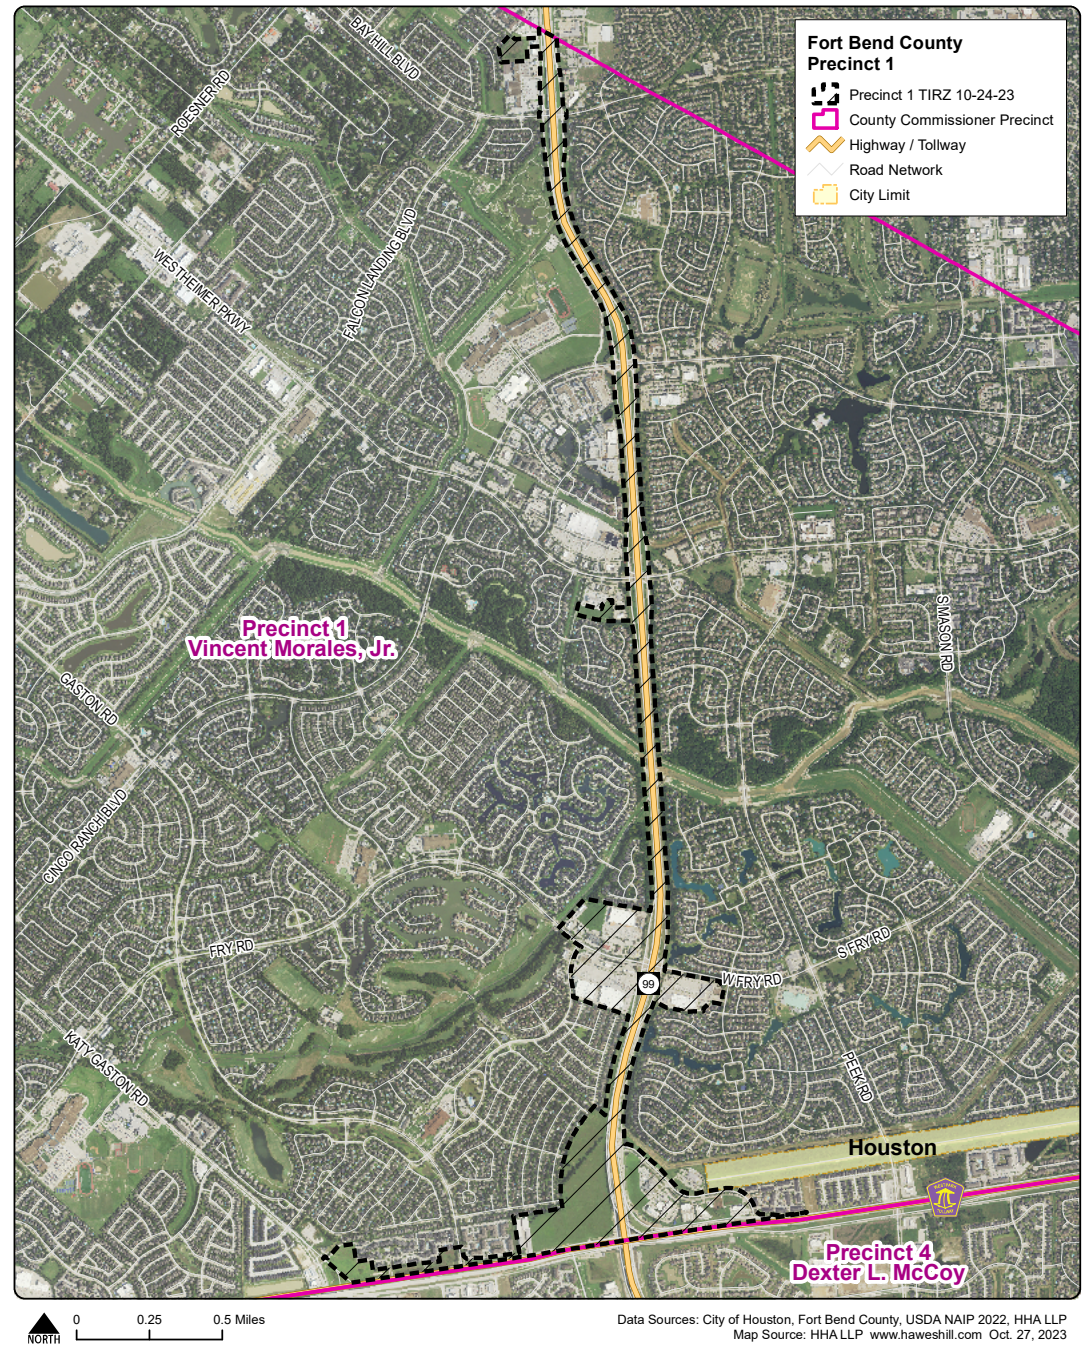 Fort Bend County
Precinct 1
Precinct 1 TIRZ 10-24-23
County Commissioner Precinct
Highway / Tollway
Road Network
City Limit
BAY HILL BLVD
ROESNER RD
FALCON LANDING BLVD
WESTHEIMER PKWY
S MASON RD
Precinct 1
Vincent Morales, Jr.
GASTON RD
CINCO RANCH BLVD
FRY RD
S FRY RD
W FRY RD
99
KATY GASTON RD
PEEK RD
Houston
Precinct 4
Dexter L. McCoy
NORTH
0 0.25 0.5 Miles
Data Sources: City of Houston, Fort Bend County, USDA NAIP 2022, HHA LLP
Map Source: HHA LLP www.haweshill.com Oct. 27, 2023